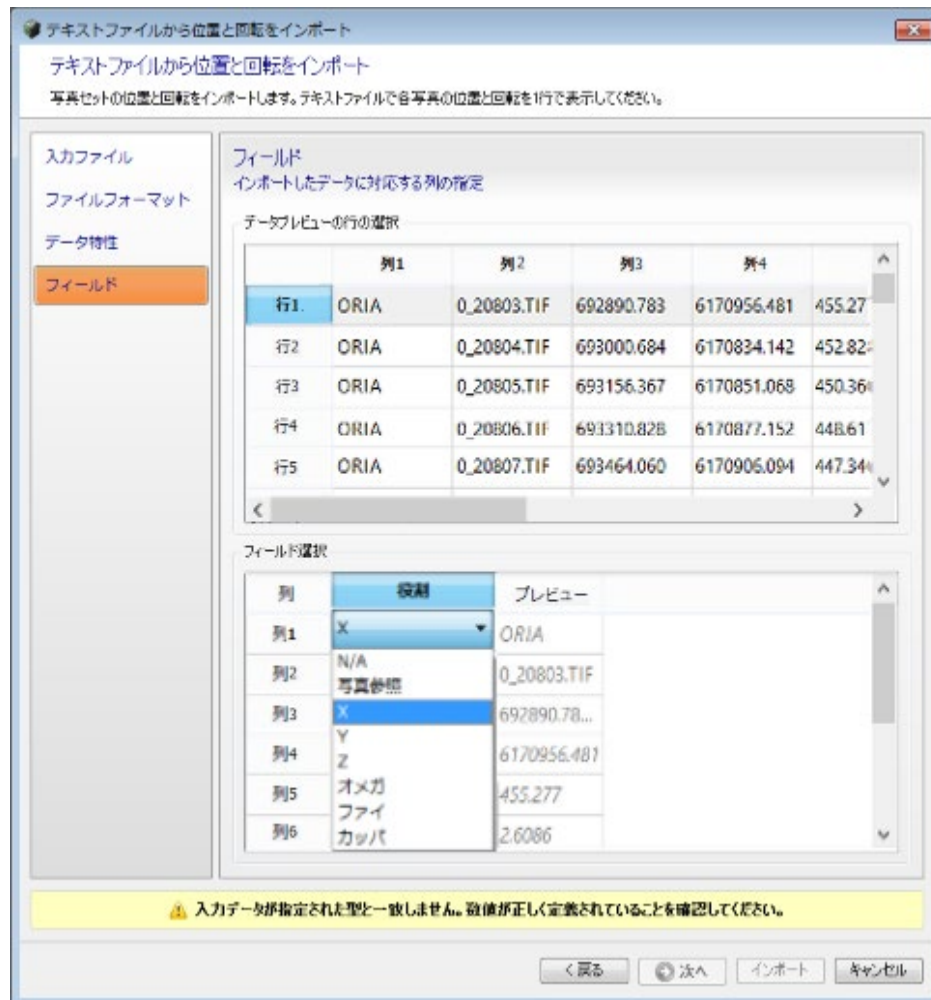 テキストファイルから位置と回転をインポート
テキストファイルから位置と回転をインポート
写真セットの位置と回転をインポートします。テキストファイルで各写真の位置と回転を1行で表示してください。
入力ファイル
ファイルフォーマット
データ特性
フィールド
フィールド
インポートしたデータに対応する列の指定
データプレビューの行の選択
列1 列2 列3 列4
行1. ORIA 0_20803.TIF 692890.783 6170956.481 455.27
行2 ORIA 0_20804.TIF 693000.684 6170834.142 452.82
行3 ORIA 0_20805.TIF 693156.367 6170851.068 450.36
行4 ORIA 0_20806.TIF 693310.828 6170877.152 448.61
行5 ORIA 0_20807.TIF 693464.060 6170906.094 447.34
フィールド選択
列 役割 プレビュー
列1 X ORIA
列2 0_20803.TIF
列3 692890.78...
列4 6170956.481
列5 455.277
列6 2.6086
N/A
写真参照
X
Y
Z
オメガ
ファイ
カッパ
入力データが指定された型と一致しません。数値が正しく定義されていることを確認してください。
< 戻る
次へ
インポート
キャンセル